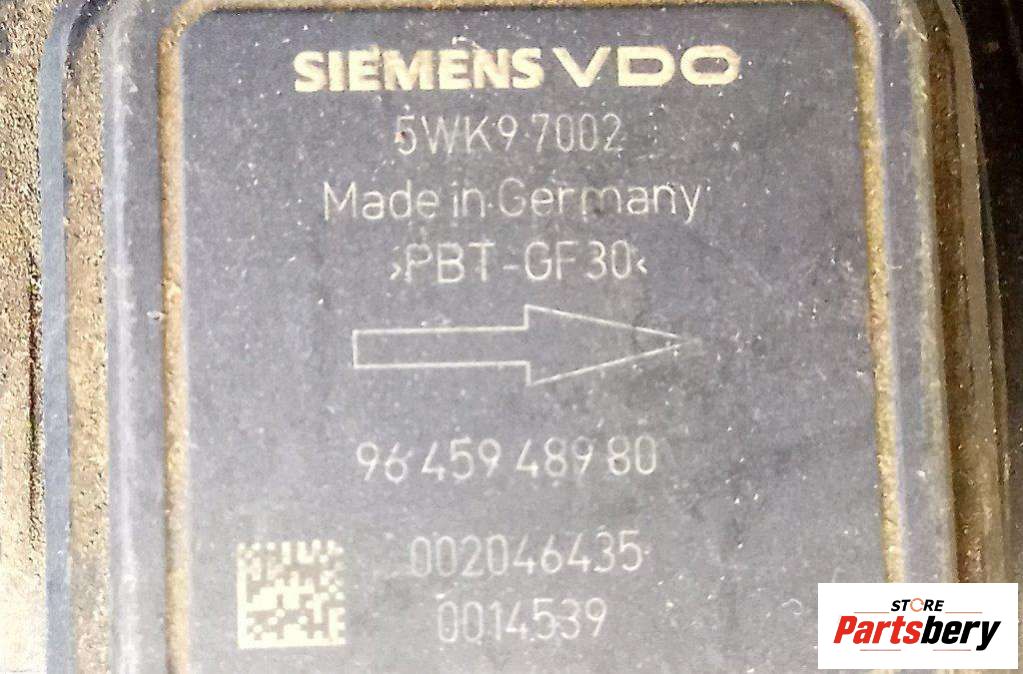 SIEMENS VDO
5WK9 7002
Made in Germany
›PBT-GF30‹
96 459 489 80
002046435
0014539
STORE
Partsbery